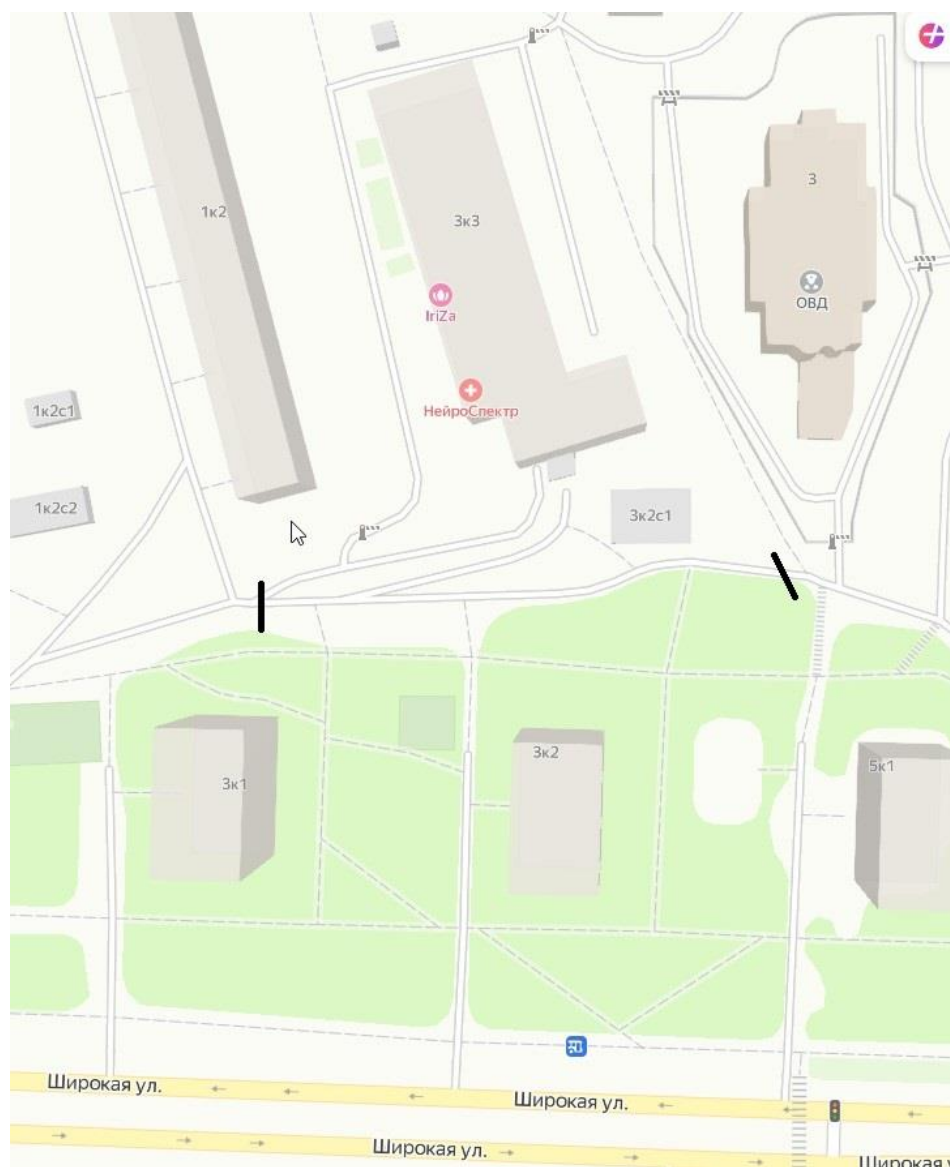 3
1к2
3к3
IriZa
ОВД
1к2с1
НейроСпектр
1к2с2
3к2с1
3к2
5к1
3к1
Широкая ул.
Широкая ул.
Широкая ул.